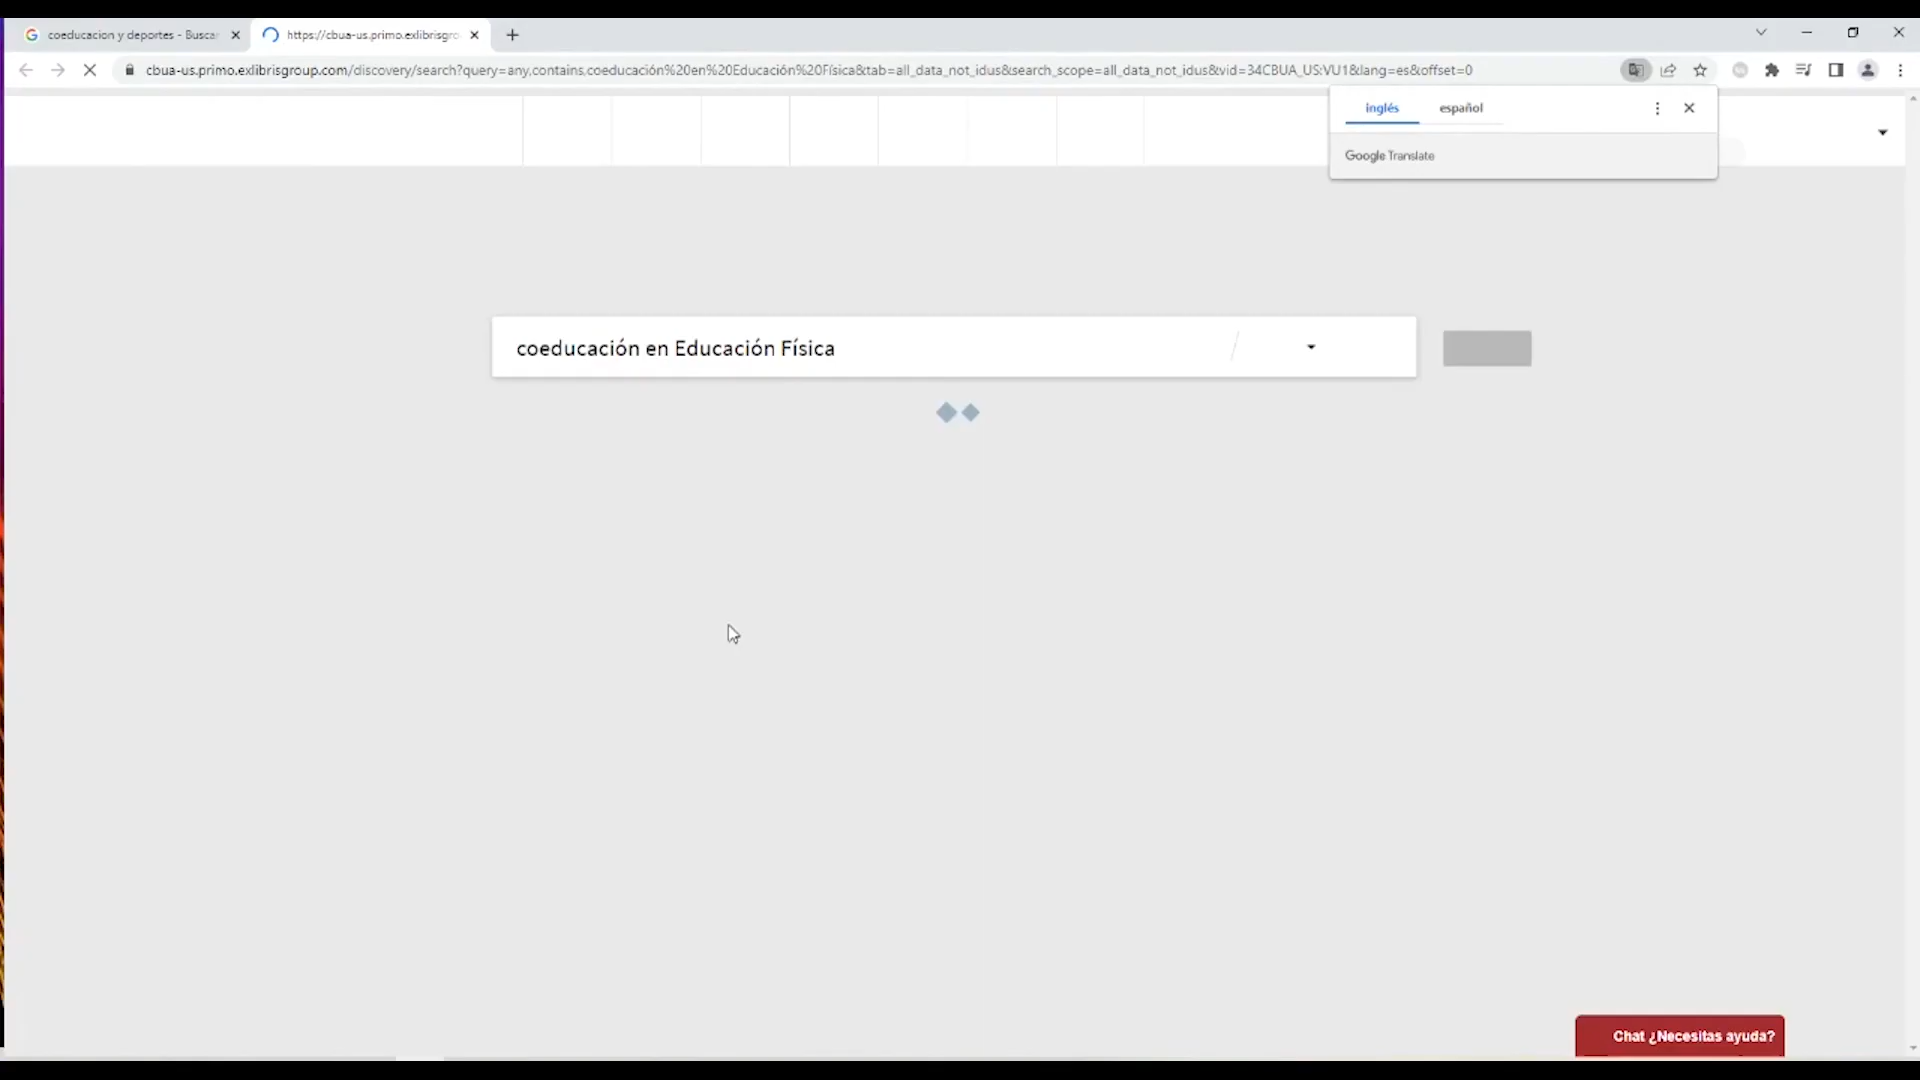 coeducacion y deportes - Busca
https://cbua-us.primo.exlibrisgro
cbua-us.primo.exlibrisgroup.com/discovery/search?query=any,contains,coeducación%20en%20Educación%20Física&tab=all_data_not_idus&search_scope=all_data_not_idus&vid=34CBUA_US:VU1&lang=es&offset=0
inglés español
Google Translate
coeducación en Educación Física
Chat ¿Necesitas ayuda?